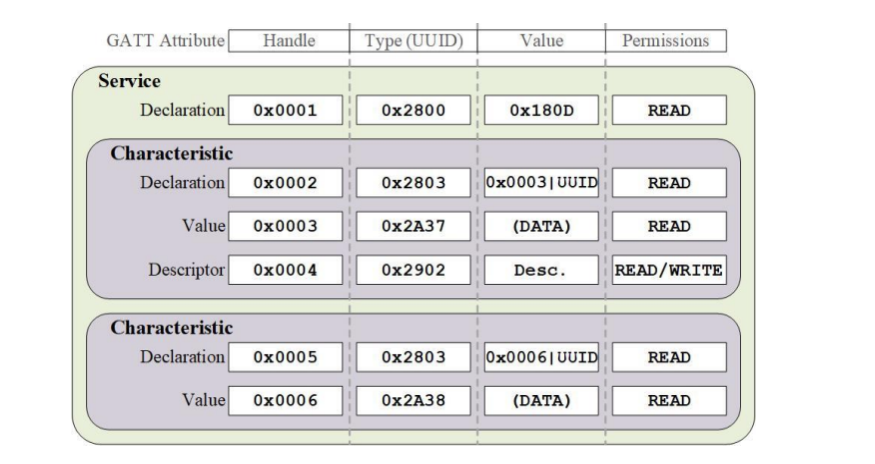 GATT Attribute Handle Type (UUID) Value Permissions
Service
Declaration 0x0001 0x2800 0x180D READ
Characteristic
Declaration 0x0002 0x2803 0x0003|UUID READ
Value 0x0003 0x2A37 (DATA) READ
Descriptor 0x0004 0x2902 Desc. READ/WRITE
Characteristic
Declaration 0x0005 0x2803 0x0006|UUID READ
Value 0x0006 0x2A38 (DATA) READ